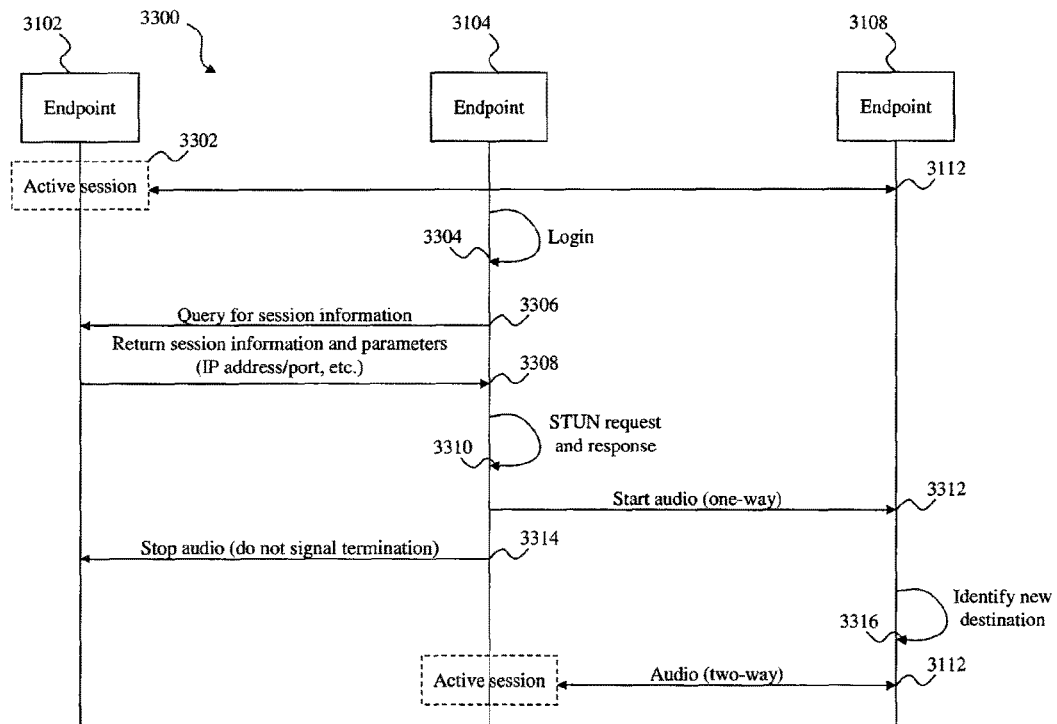 3102
3300
3104
3108
Endpoint
Endpoint
Endpoint
3302
Active session
3112
3304
Login
3306
Query for session information
Return session information and parameters
(IP address/port, etc.)
3308
STUN request
and response
3310
Start audio (one-way)
3312
Stop audio (do not signal termination)
3314
Identify new
destination
3316
Active session
Audio (two-way)
3112